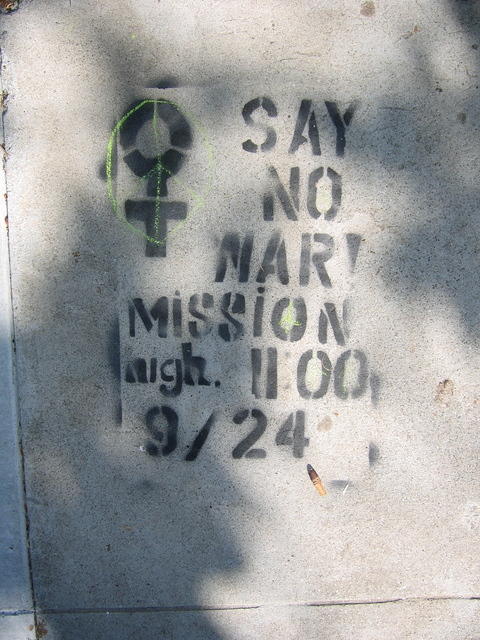 SAY
NO
WAR!
MiSSiON
high. 11:00
9/24